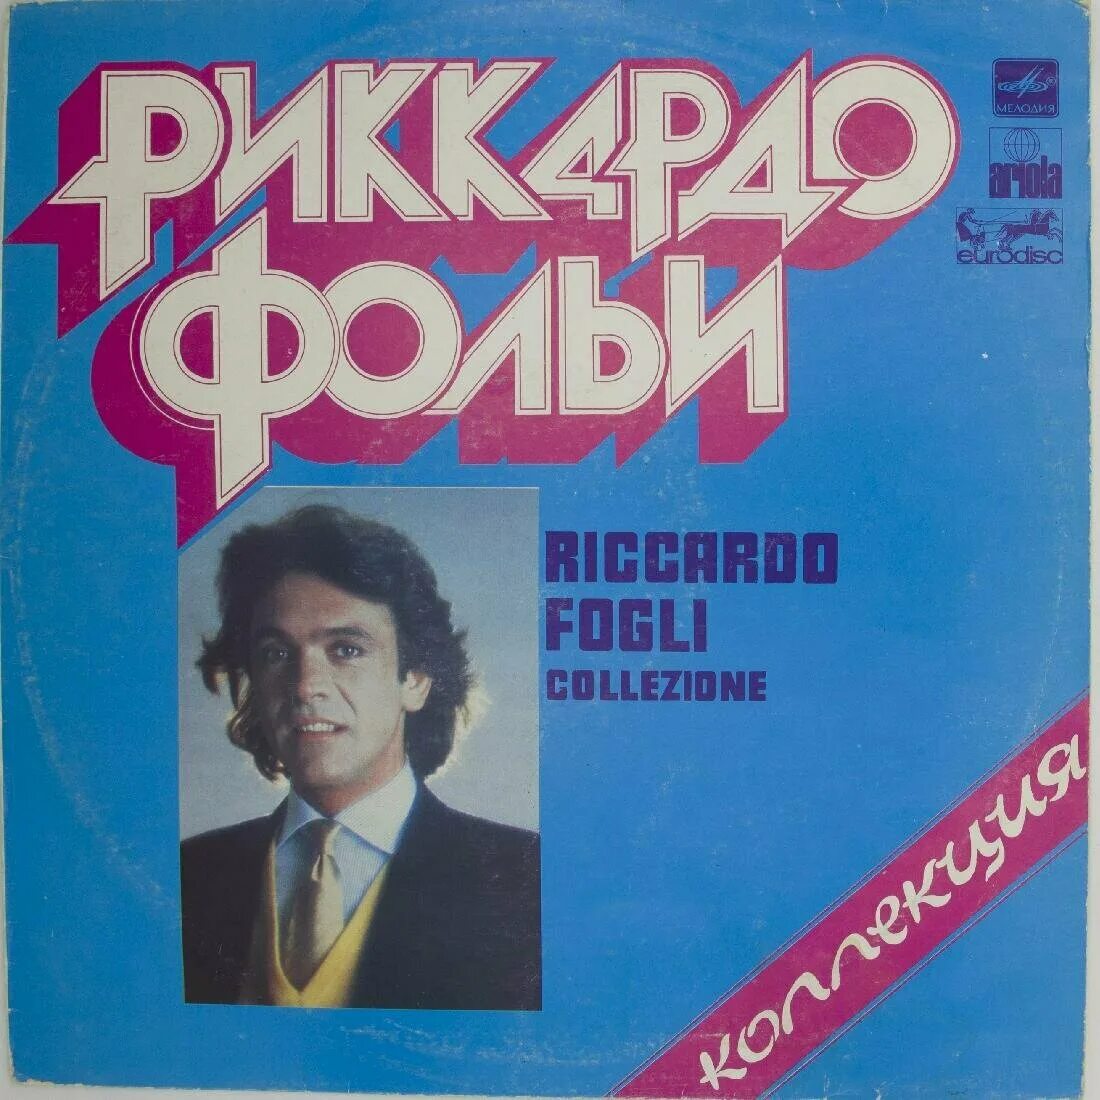 РИККАРДО
ФОЛЬИ
МЕЛОДИЯ
ariola
eurodisc
RICCARDO
FOGLI
COLLEZIONE
коллекция